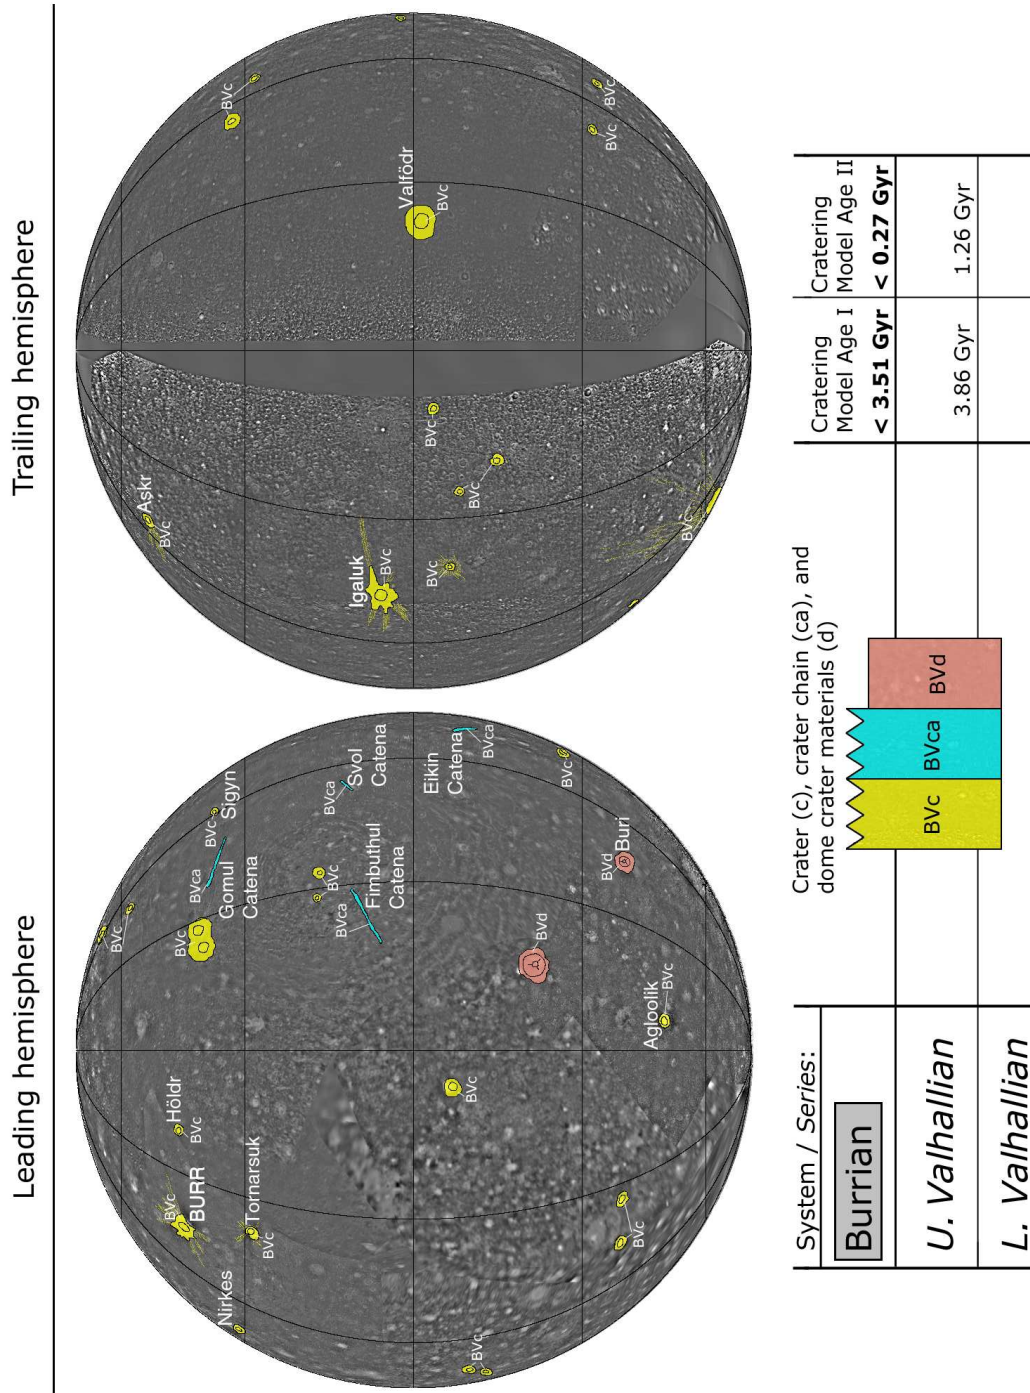 Leading hemisphere
Trailing hemisphere
Nirkes
BVc
BURR
BVc
Höldr
BVc
Tornarsuk
BVc
BVc
BVc
BVc
BVca
Gomul
Catena
BVc
Sigyn
BVc
BVca
Fimbuthul
Catena
BVca
Svol
Catena
Eikin
Catena
BVca
BVc
BVc
BVc
Agloolik
BVc
BVd
BVd
Buri
BVc
Askr
BVc
Igaluk
BVc
BVc
BVc
BVc
BVc
Valfödr
BVc
BVc
BVc
BVc
System / Series:
Crater (c), crater chain (ca), and
dome crater materials (d)
Cratering
Model Age I
Cratering
Model Age II
Burrian
BVc
BVca
BVd
< 3.51 Gyr
< 0.27 Gyr
U. Valhallian
3.86 Gyr
1.26 Gyr
L. Valhallian